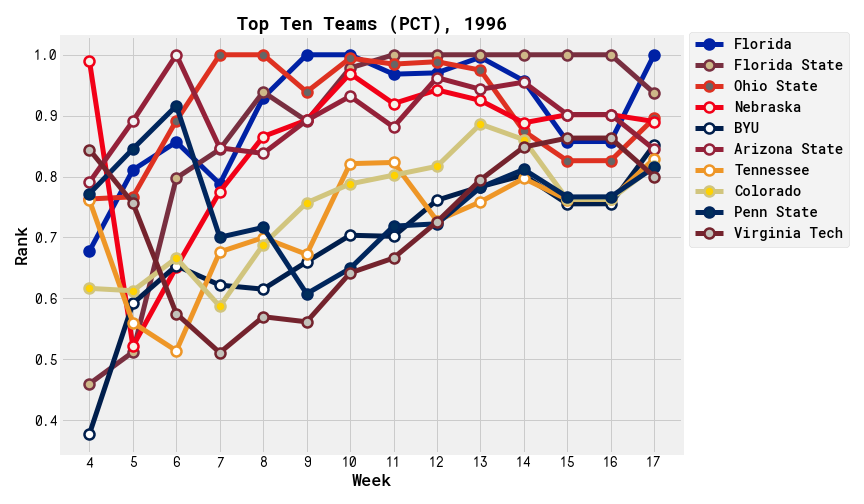 Top Ten Teams (PCT), 1996
Florida
Florida State
Ohio State
Nebraska
BYU
Arizona State
Tennessee
Colorado
Penn State
Virginia Tech
Rank
1.0
0.9
0.8
0.7
0.6
0.5
0.4
4 5 6 7 8 9 10 11 12 13 14 15 16 17
Week